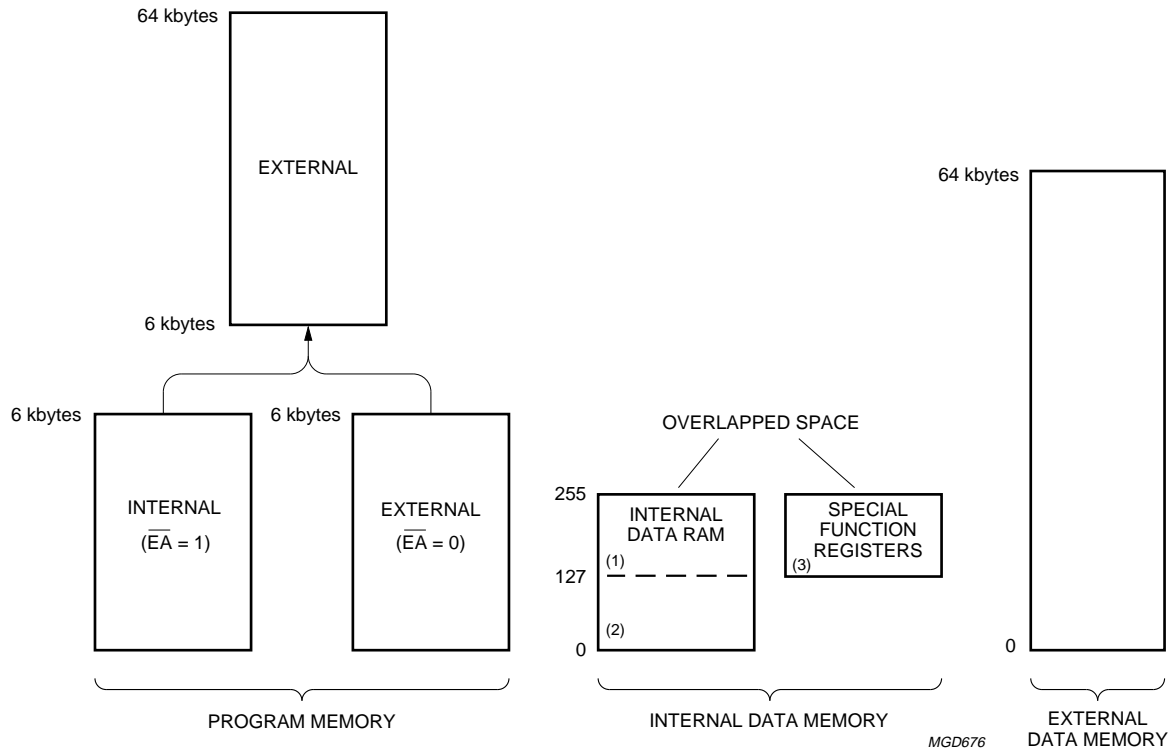 64 kbytes
EXTERNAL
6 kbytes
6 kbytes
INTERNAL
(E̅A̅ = 1)
6 kbytes
EXTERNAL
(E̅A̅ = 0)
PROGRAM MEMORY
OVERLAPPED SPACE
255
INTERNAL
DATA RAM
(1)
127
(2)
0
SPECIAL
FUNCTION
REGISTERS
(3)
INTERNAL DATA MEMORY
64 kbytes
0
EXTERNAL
DATA MEMORY
MGD676